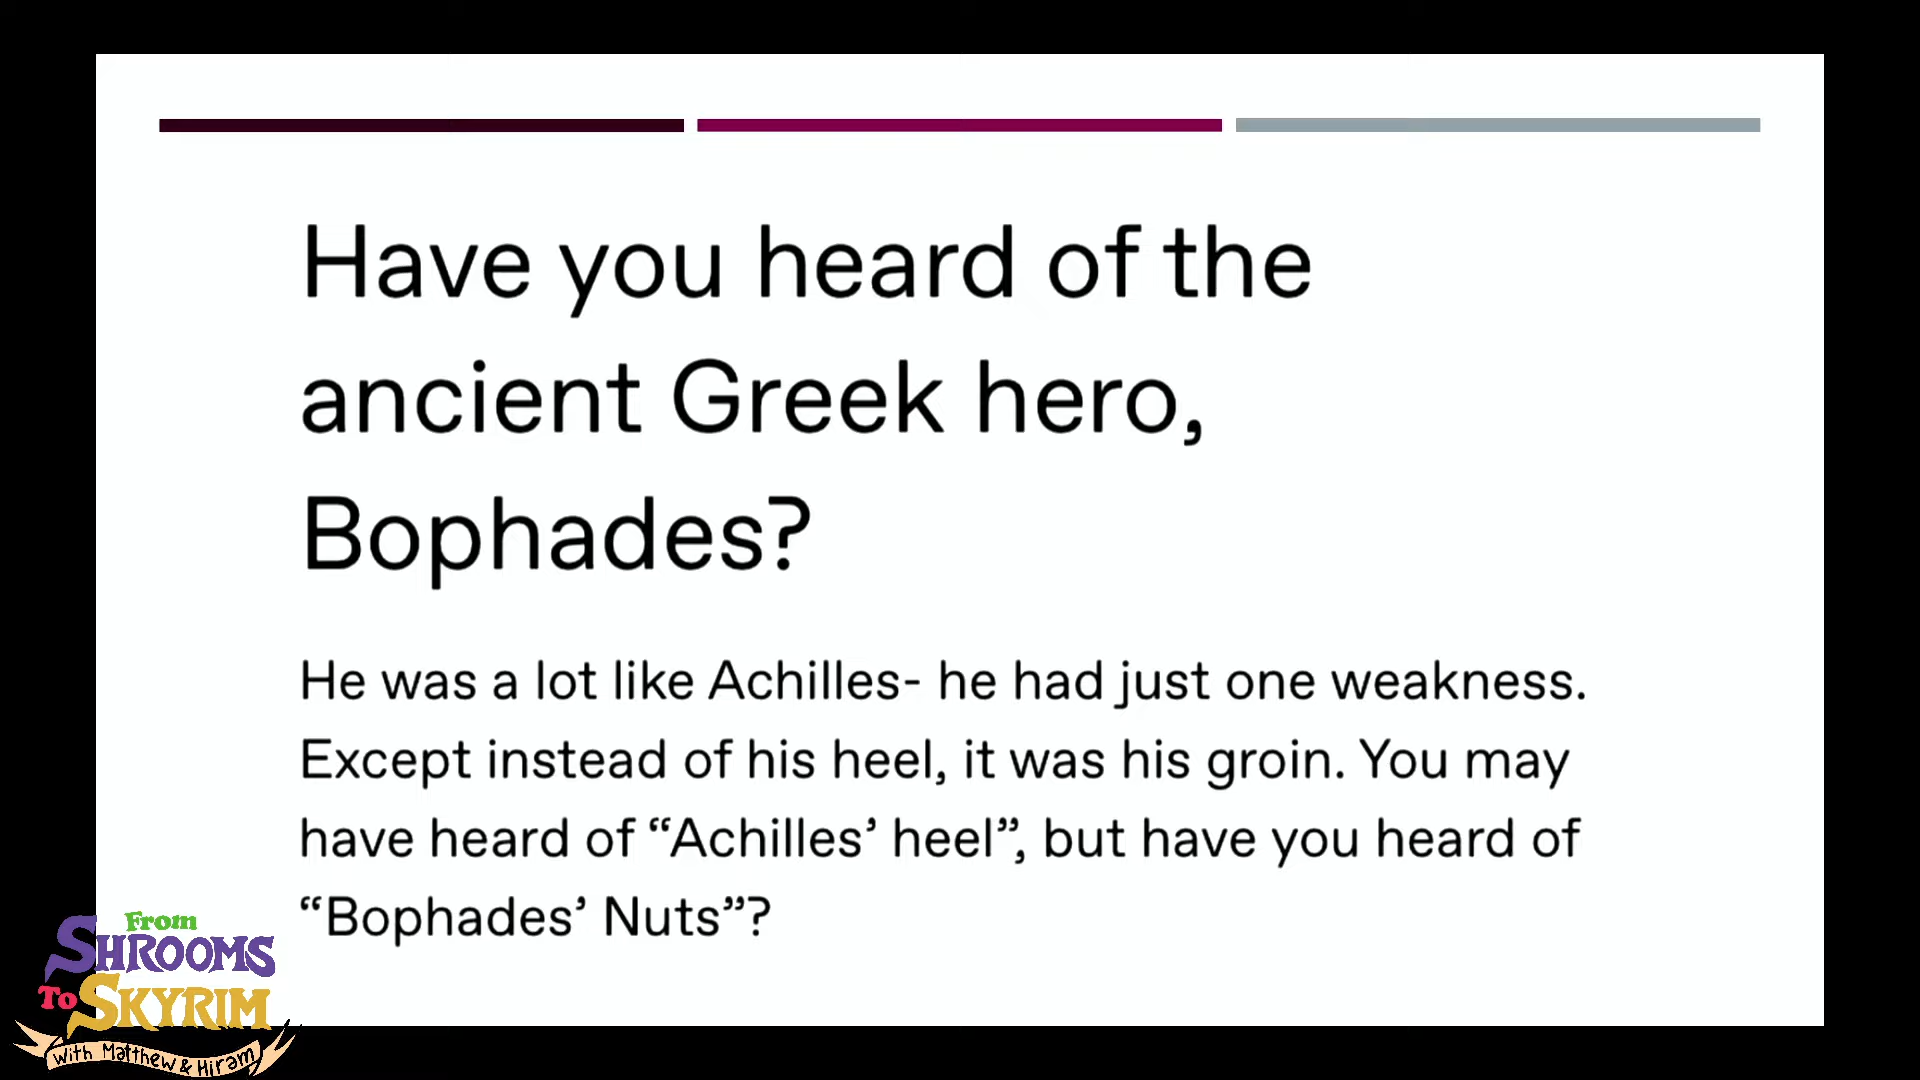 Have you heard of the
ancient Greek hero,
Bophades?
He was a lot like Achilles- he had just one weakness.
Except instead of his heel, it was his groin. You may
have heard of “Achilles’ heel”, but have you heard of
“Bophades’ Nuts”?
From
SHROOMS
To SKYRIM
with Matthew & Hiram